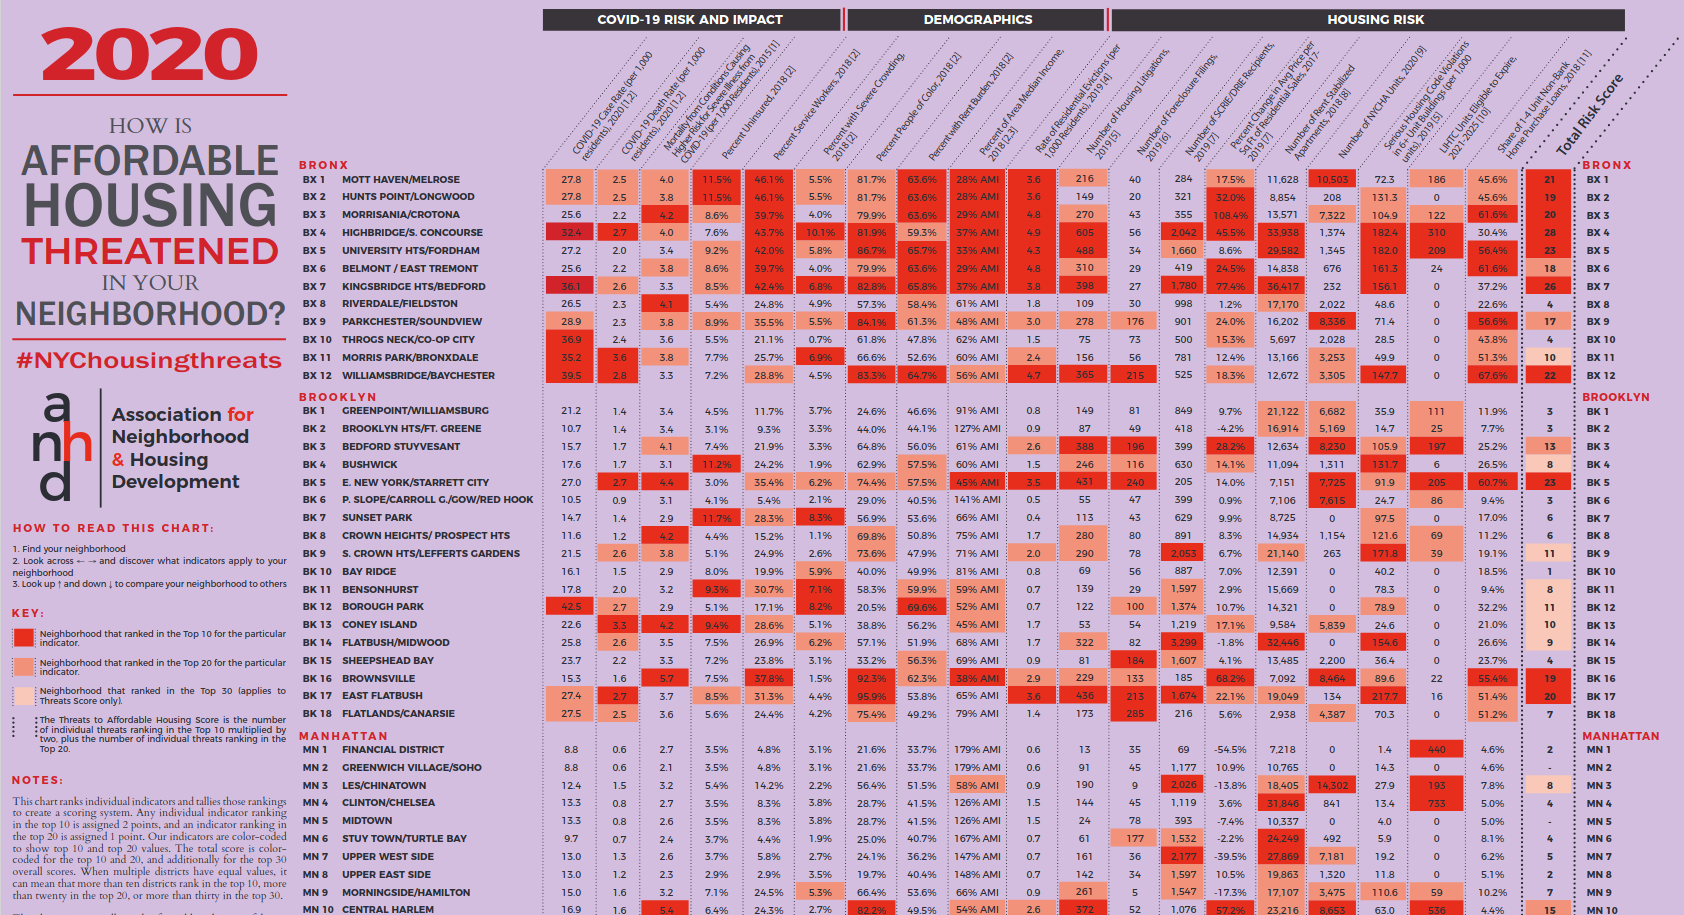 2020
HOW IS
AFFORDABLE
HOUSING
THREATENED
IN YOUR
NEIGHBORHOOD?
#NYChousingthreats
a
nh
d
Association for
Neighborhood
& Housing
Development
HOW TO READ THIS CHART:
1. Find your neighborhood
2. Look across ← → and discover what indicators apply to your
neighborhood
3. Look up ↑ and down ↓ to compare your neighborhood to others
KEY:
Neighborhood that ranked in the Top 10 for the particular
indicator.
Neighborhood that ranked in the Top 20 for the particular
indicator.
Neighborhood that ranked in the Top 30 (applies to
Threats Score only).
The Threats to Affordable Housing Score is the number
of individual threats ranking in the Top 10 multiplied by
two, plus the number of individual threats ranking in the
Top 20.
NOTES:
This chart ranks individual indicators and tallies those rankings
to create a scoring system. Any individual indicator ranking
in the top 10 is assigned 2 points, and an indicator ranking in
the top 20 is assigned 1 point. Our indicators are color-coded
to show top 10 and top 20 values. The total score is color-
coded for the top 10 and 20, and additionally for the top 30
overall scores. When multiple districts have equal values, it
can mean that more than ten districts rank in the top 10, more
than twenty in the top 20, or more than thirty in the top 30.
COVID-19 RISK AND IMPACT DEMOGRAPHICS HOUSING RISK
COVID-19 Case Rate (per 1,000
residents), 2020 [1,2]
COVID-19 Death Rate (per 1,000
residents), 2020 [1,2]
Mortality from Conditions Causing
Higher Risk for Severe Illness from
COVID-19 (per 1,000 Residents), 2015 [1]
Percent Uninsured, 2018 [2]
Percent Service Workers, 2018 [2]
Percent with Severe Crowding,
2018 [2]
Percent People of Color, 2018 [2]
Percent with Rent Burden, 2018 [2]
Percent of Area Median Income,
2018 [2,3]
Rate of Residential Evictions (per
1,000 Residents), 2019 [4]
Number of Housing Litigations,
2019 [5]
Number of Foreclosure Filings,
2019 [6]
Number of SCRIE/DRIE Recipients,
2019 [7]
Percent Change in Avg Price per
Sq Ft of Residential Sales, 2017-
2019 [7]
Number of Rent Stabilized
Apartments, 2018 [8]
Number of NYCHA Units, 2020 [9]
Serious Housing Code Violations
in 6+ Unit Buildings (per 1,000
units), 2019 [5]
LIHTC Units Eligible to Expire,
2021-2025 [10]
Share of 1-4 Unit Non-Bank
Home Purchase Loans, 2018 [11]
Total Risk Score
BRONX BRONX
BX 1 MOTT HAVEN/MELROSE 27.8 2.5 4.0 11.5% 46.1% 5.5% 81.7% 63.6% 28% AMI 3.6 216 40 284 17.5% 11,628 10,503 72.3 186 45.6% 21 BX 1
BX 2 HUNTS POINT/LONGWOOD 27.8 2.5 3.8 11.5% 46.1% 5.5% 81.7% 63.6% 28% AMI 3.6 149 20 321 32.0% 8,854 208 131.3 0 45.6% 19 BX 2
BX 3 MORRISANIA/CROTONA 25.6 2.2 4.2 8.6% 39.7% 4.0% 79.9% 63.6% 29% AMI 4.8 270 43 355 108.4% 13,571 7,322 104.9 122 61.6% 20 BX 3
BX 4 HIGHBRIDGE/S. CONCOURSE 32.4 2.7 4.0 7.6% 43.7% 10.1% 81.9% 59.3% 37% AMI 4.9 605 56 2,042 45.5% 33,938 1,374 182.4 310 30.4% 28 BX 4
BX 5 UNIVERSITY HTS/FORDHAM 27.2 2.0 3.4 9.2% 42.0% 5.8% 86.7% 65.7% 33% AMI 4.3 488 34 1,660 8.6% 29,582 1,345 182.0 209 56.4% 23 BX 5
BX 6 BELMONT / EAST TREMONT 25.6 2.2 3.8 8.6% 39.7% 4.0% 79.9% 63.6% 29% AMI 4.8 310 29 419 24.5% 14,838 676 161.3 24 61.6% 18 BX 6
BX 7 KINGSBRIDGE HTS/BEDFORD 36.1 2.6 3.3 8.5% 42.4% 6.8% 82.8% 65.8% 37% AMI 3.8 398 27 1,780 77.4% 36,417 232 156.1 0 37.2% 26 BX 7
BX 8 RIVERDALE/FIELDSTON 26.5 2.3 4.1 5.4% 24.8% 4.9% 57.3% 58.4% 61% AMI 1.8 109 30 998 1.2% 17,170 2,022 48.6 0 22.6% 4 BX 8
BX 9 PARKCHESTER/SOUNDVIEW 28.9 2.3 3.8 8.9% 35.5% 5.5% 84.1% 61.3% 48% AMI 3.0 278 176 901 24.0% 16,202 8,336 71.4 0 56.6% 17 BX 9
BX 10 THROGS NECK/CO-OP CITY 36.9 2.4 3.6 5.5% 21.1% 0.7% 61.8% 47.8% 62% AMI 1.5 75 73 500 15.3% 5,697 2,028 28.5 0 43.8% 4 BX 10
BX 11 MORRIS PARK/BRONXDALE 35.2 3.6 3.8 7.7% 25.7% 6.9% 66.6% 52.6% 60% AMI 2.4 156 56 781 12.4% 13,166 3,253 49.9 0 51.3% 10 BX 11
BX 12 WILLIAMSBRIDGE/BAYCHESTER 39.5 2.8 3.3 7.2% 28.8% 4.5% 83.3% 64.7% 56% AMI 4.7 365 215 525 18.3% 12,672 3,305 147.7 0 67.6% 22 BX 12
BROOKLYN BROOKLYN
BK 1 GREENPOINT/WILLIAMSBURG 21.2 1.4 3.4 4.5% 11.7% 3.7% 24.6% 46.6% 91% AMI 0.8 149 81 849 9.7% 21,122 6,682 35.9 111 11.9% 3 BK 1
BK 2 BROOKLYN HTS/FT. GREENE 10.7 1.4 3.4 3.1% 9.3% 3.3% 44.0% 44.1% 127% AMI 0.9 87 49 418 -4.2% 16,914 5,169 14.7 25 7.7% 3 BK 2
BK 3 BEDFORD STUYVESANT 15.7 1.7 4.1 7.4% 21.9% 3.3% 64.8% 56.0% 61% AMI 2.6 388 196 399 28.2% 12,634 8,230 105.9 197 25.2% 13 BK 3
BK 4 BUSHWICK 17.6 1.7 3.1 11.2% 24.2% 1.9% 62.9% 57.5% 60% AMI 1.5 246 116 630 14.1% 11,094 1,311 131.7 6 26.5% 8 BK 4
BK 5 E. NEW YORK/STARRETT CITY 27.0 2.7 4.4 3.0% 35.4% 6.2% 74.4% 57.5% 45% AMI 3.5 431 240 205 14.0% 7,151 7,725 91.9 205 60.7% 23 BK 5
BK 6 P. SLOPE/CARROLL G./GOW/RED HOOK 10.5 0.9 3.1 4.1% 5.4% 2.1% 29.0% 40.5% 141% AMI 0.5 55 47 399 0.9% 7,106 7,615 24.7 86 9.4% 3 BK 6
BK 7 SUNSET PARK 14.7 1.4 2.9 11.7% 28.3% 8.3% 56.9% 53.6% 66% AMI 0.4 113 43 629 9.9% 8,725 0 97.5 0 17.0% 6 BK 7
BK 8 CROWN HEIGHTS/ PROSPECT HTS 11.6 1.2 4.2 4.4% 15.2% 1.1% 69.8% 50.8% 75% AMI 1.7 280 80 891 8.3% 14,934 1,154 121.6 69 11.2% 6 BK 8
BK 9 S. CROWN HTS/LEFFERTS GARDENS 21.5 2.6 3.8 5.1% 24.9% 2.6% 73.6% 47.9% 71% AMI 2.0 290 78 2,053 6.7% 21,140 263 171.8 39 19.1% 11 BK 9
BK 10 BAY RIDGE 16.1 1.5 2.9 8.0% 19.9% 5.9% 40.0% 49.9% 81% AMI 0.8 69 56 887 7.0% 12,391 0 40.2 0 18.5% 1 BK 10
BK 11 BENSONHURST 17.8 2.0 3.2 9.3% 30.7% 7.1% 58.3% 59.9% 59% AMI 0.7 139 29 1,597 2.9% 15,669 0 78.3 0 9.4% 8 BK 11
BK 12 BOROUGH PARK 42.5 2.7 2.9 5.1% 17.1% 8.2% 20.5% 69.6% 52% AMI 0.7 122 100 1,374 10.7% 14,321 0 78.9 0 32.2% 11 BK 12
BK 13 CONEY ISLAND 22.6 3.3 4.2 9.4% 28.6% 5.1% 38.8% 56.2% 45% AMI 1.7 53 54 1,219 17.1% 9,584 5,839 24.6 0 21.0% 10 BK 13
BK 14 FLATBUSH/MIDWOOD 25.8 2.6 3.5 7.5% 26.9% 6.2% 57.1% 51.9% 68% AMI 1.7 322 82 3,299 -1.8% 32,446 0 154.6 0 26.6% 9 BK 14
BK 15 SHEEPSHEAD BAY 23.7 2.2 3.3 7.2% 23.8% 3.1% 33.2% 56.3% 69% AMI 0.9 81 184 1,607 4.1% 13,485 2,200 36.4 0 23.7% 4 BK 15
BK 16 BROWNSVILLE 15.3 1.6 5.7 7.5% 37.8% 1.5% 92.3% 62.3% 38% AMI 2.9 229 133 185 68.2% 7,092 8,464 89.6 22 55.4% 19 BK 16
BK 17 EAST FLATBUSH 27.4 2.7 3.7 8.5% 31.3% 4.4% 95.9% 53.8% 65% AMI 3.6 436 213 1,674 22.1% 19,049 134 217.7 16 51.4% 20 BK 17
BK 18 FLATLANDS/CANARSIE 27.5 2.5 3.6 5.6% 24.4% 4.2% 75.4% 49.2% 79% AMI 1.4 173 285 216 5.6% 2,938 4,387 70.3 0 51.2% 7 BK 18
MANHATTAN MANHATTAN
MN 1 FINANCIAL DISTRICT 8.8 0.6 2.7 3.5% 4.8% 3.1% 21.6% 33.7% 179% AMI 0.6 13 35 69 -54.5% 7,218 0 1.4 440 4.6% 2 MN 1
MN 2 GREENWICH VILLAGE/SOHO 8.8 0.6 2.1 3.5% 4.8% 3.1% 21.6% 33.7% 179% AMI 0.6 91 45 1,177 10.9% 10,765 0 14.3 0 4.6% - MN 2
MN 3 LES/CHINATOWN 12.4 1.5 3.2 5.4% 14.2% 2.2% 56.4% 51.5% 58% AMI 0.9 190 9 2,026 -13.8% 18,405 14,302 27.9 193 7.8% 8 MN 3
MN 4 CLINTON/CHELSEA 13.3 0.8 2.7 3.5% 8.3% 3.8% 28.7% 41.5% 126% AMI 1.5 144 45 1,119 3.6% 31,846 841 13.4 733 5.0% 4 MN 4
MN 5 MIDTOWN 13.3 0.8 2.6 3.5% 8.3% 3.8% 28.7% 41.5% 126% AMI 1.5 24 78 393 -7.4% 10,337 0 4.0 0 5.0% - MN 5
MN 6 STUY TOWN/TURTLE BAY 9.7 0.7 2.4 3.7% 4.4% 1.9% 25.0% 40.7% 167% AMI 0.7 61 177 1,532 -2.2% 24,249 492 5.9 0 8.1% 4 MN 6
MN 7 UPPER WEST SIDE 13.0 1.3 2.6 3.7% 5.8% 2.7% 24.1% 36.2% 147% AMI 0.7 161 36 2,177 -39.5% 27,869 7,181 19.2 0 6.2% 5 MN 7
MN 8 UPPER EAST SIDE 13.0 1.2 2.3 2.9% 2.9% 3.5% 19.7% 40.4% 148% AMI 0.7 142 34 1,597 10.5% 19,863 1,320 11.8 0 5.1% 2 MN 8
MN 9 MORNINGSIDE/HAMILTON 15.0 1.6 3.2 7.1% 24.5% 5.3% 66.4% 53.6% 66% AMI 0.9 261 5 1,547 -17.3% 17,107 3,475 110.6 59 10.2% 7 MN 9
MN 10 CENTRAL HARLEM 16.9 1.6 5.4 6.4% 24.3% 2.7% 82.2% 49.5% 54% AMI 2.6 372 52 1,076 57.2% 23,216 8,653 63.0 536 4.4% 15 MN 10